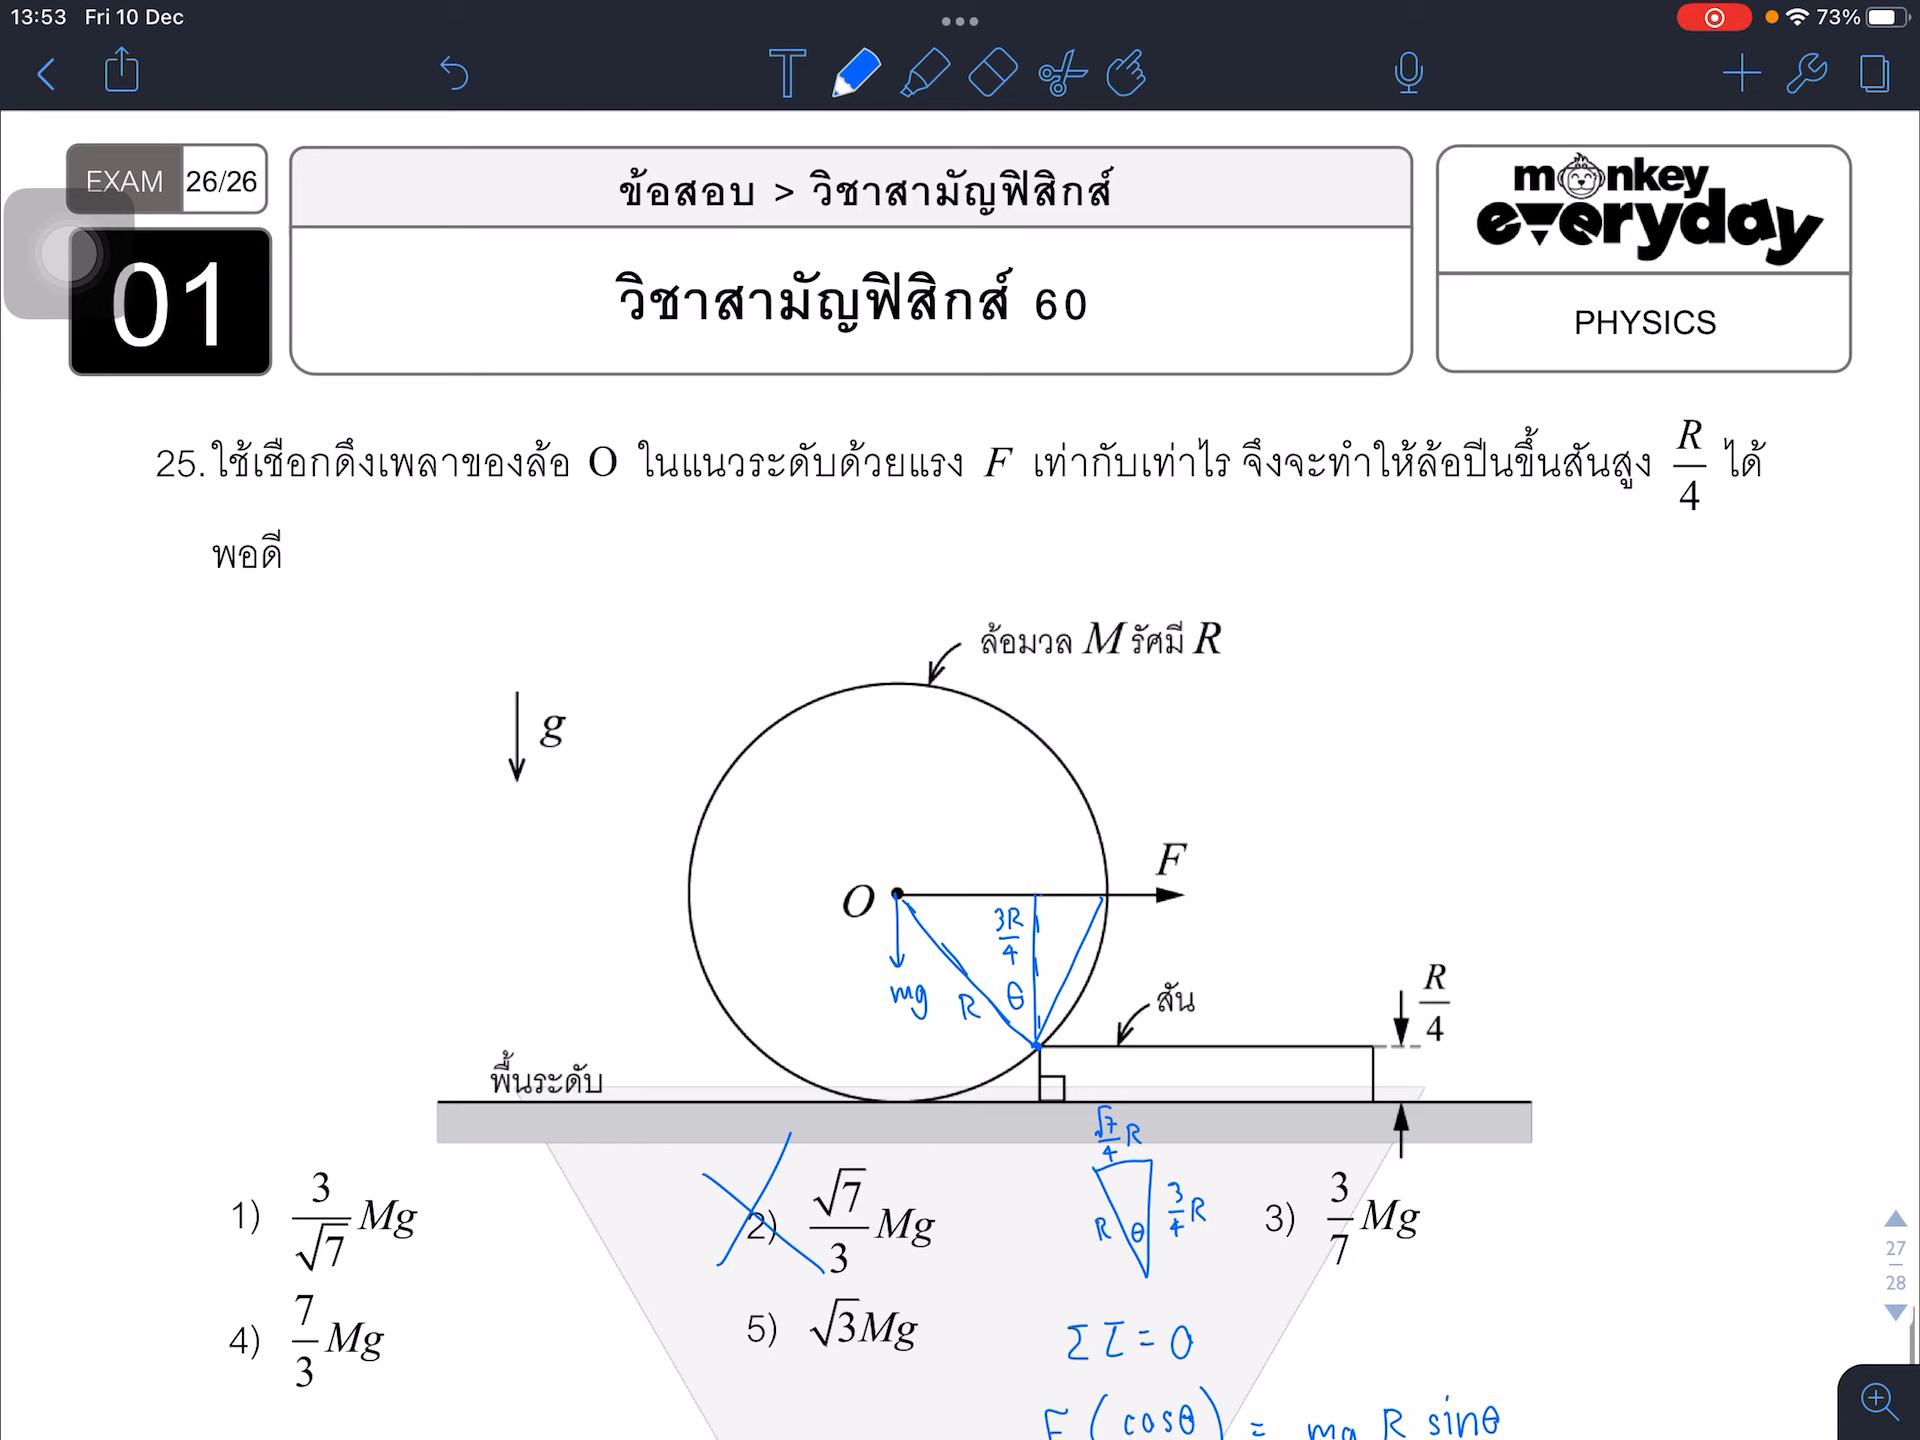 13:53 Fri 10 Dec
73%
EXAM 26/26
01
ข้อสอบ > วิชาสามัญฟิสิกส์
วิชาสามัญฟิสิกส์ 60
monkey
everyday
PHYSICS
25. ใช้เชือกดึงเพลาของล้อ O ในแนวระดับด้วยแรง F เท่ากับเท่าไร จึงจะทำให้ล้อปีนขึ้นสันสูง R/4 ได้
พอดี
ล้อมวล M รัศมี R
g
F
O
3R/4
mg R θ
สัน
R/4
พื้นระดับ
√7/4 R
1) 3/√7 Mg
2) √7/3 Mg
R θ 3/4 R
3) 3/7 Mg
4) 7/3 Mg
5) √3Mg
Στ = 0
F (cosθ) = mg R sinθ
27
28